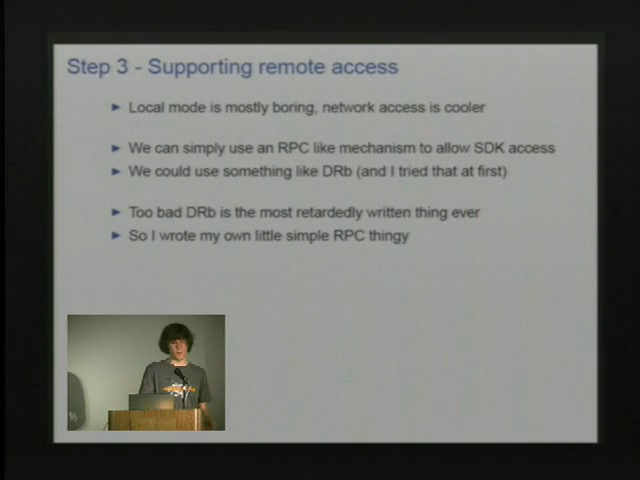 Step 3 - Supporting remote access
Local mode is mostly boring, network access is cooler
We can simply use an RPC like mechanism to allow SDK access
We could use something like DRb (and I tried that at first)
Too bad DRb is the most retardedly written thing ever
So I wrote my own little simple RPC thingy